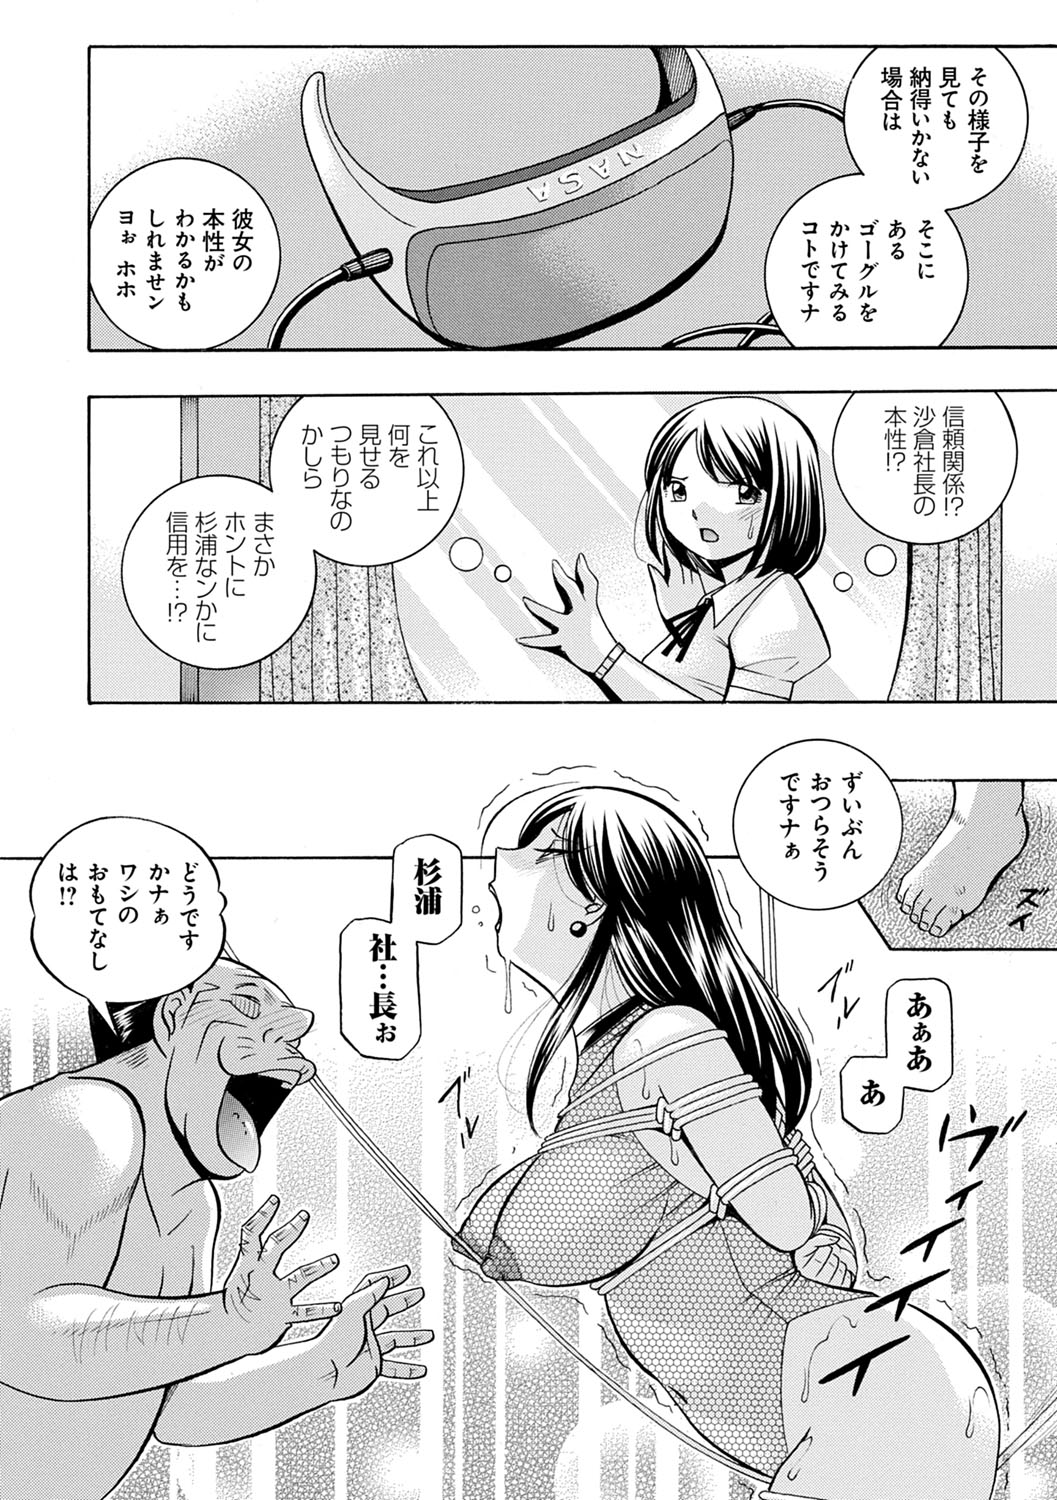 その様子を
見ても
納得いかない
場合は
そこに
ある
ゴーグルを
かけてみる
コトですナ
NASA
彼女の
本性が
わかるかも
しれませン
ヨぉ ホホ
信頼関係!?
沙倉社長の
本性!?
これ以上
何を
見せる
つもりなの
かしら
まさか
ホントに
杉浦なンかに
信用を…!?
ずいぶん
おつらそう
ですナぁ
ズイ
あぁあ
あ
杉浦
社…長ぉ
どうです
かナぁ
ワシの
おもてなし
は!?
ブル
ブル
ヴヴィィィィ